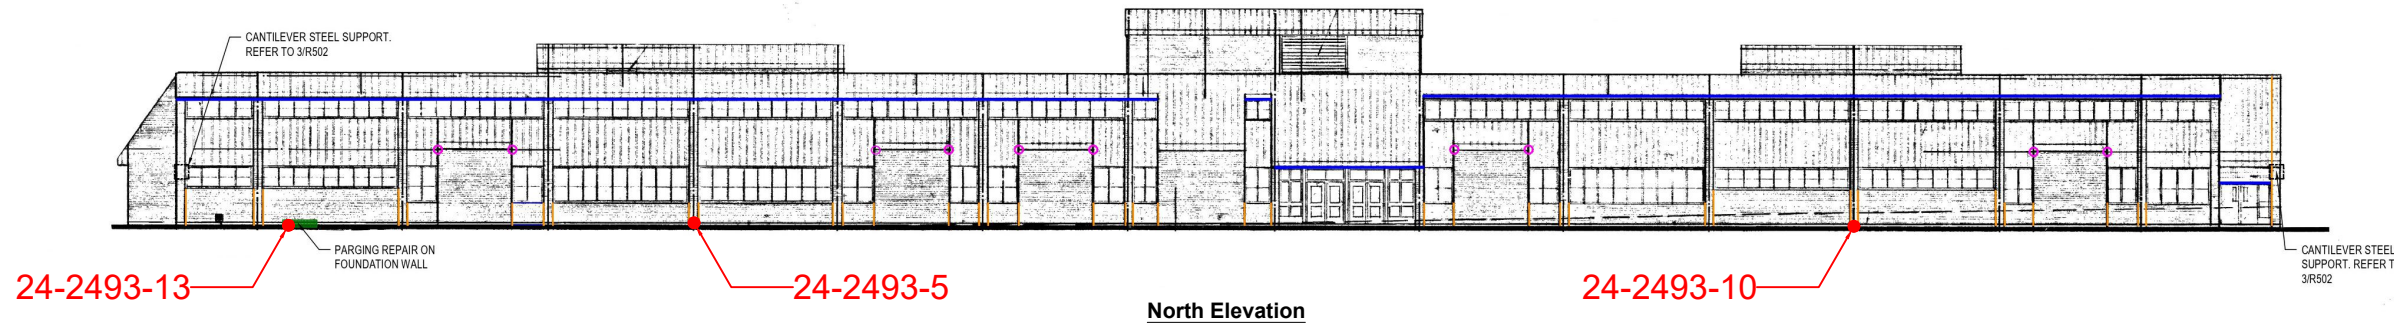 CANTILEVER STEEL SUPPORT.
REFER TO 3/R502
PARGING REPAIR ON
FOUNDATION WALL
24-2493-13
24-2493-5
24-2493-10
CANTILEVER STEEL
SUPPORT. REFER T
3/R502
North Elevation